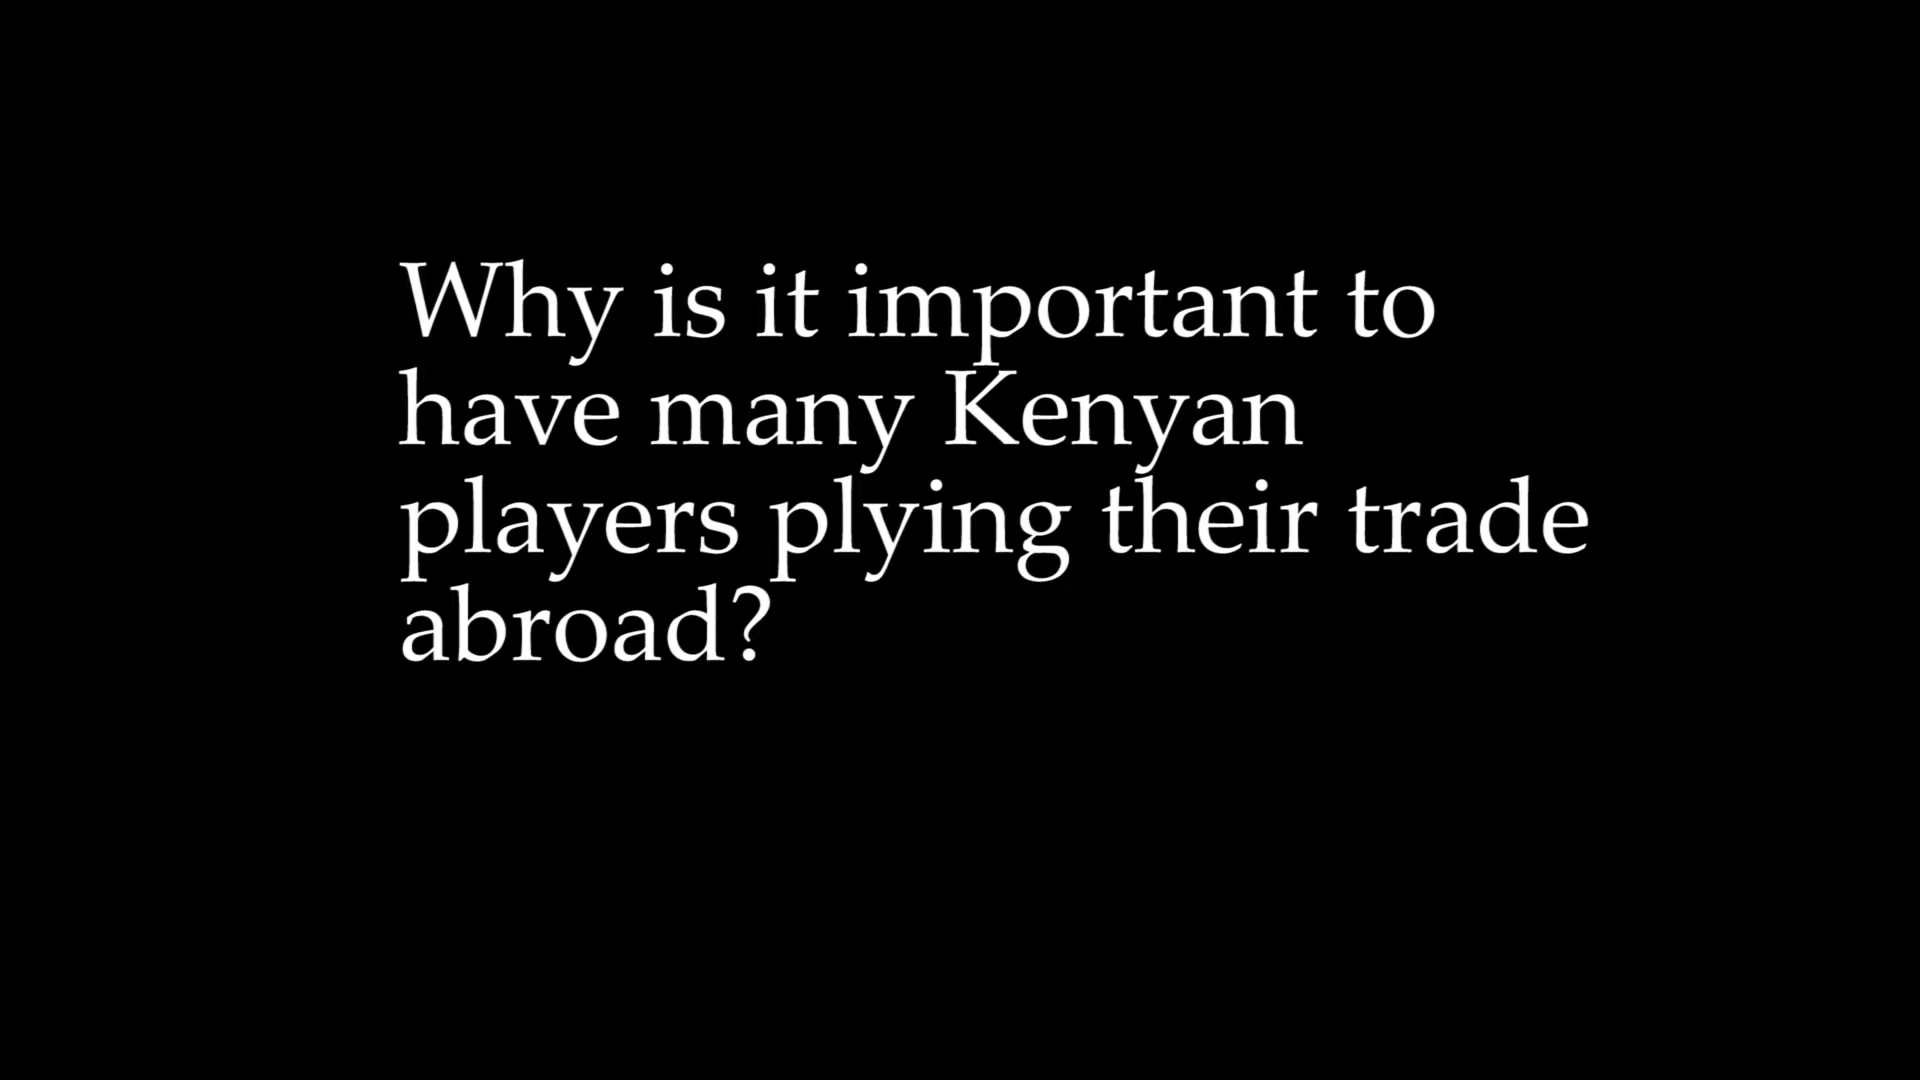 Why is it important to
have many Kenyan
players plying their trade
abroad?